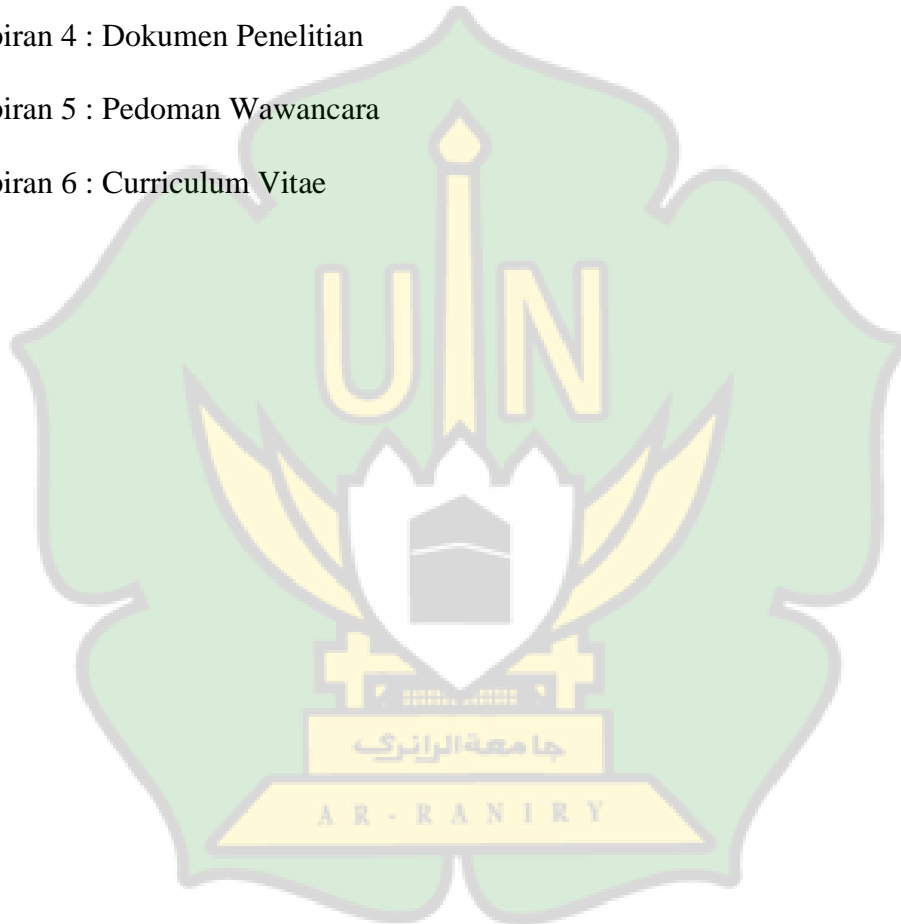 piran 4 : Dokumen Penelitian
piran 5 : Pedoman Wawancara
piran 6 : Curriculum Vitae
UIN
جامعة الرانري
AR-RANIRY